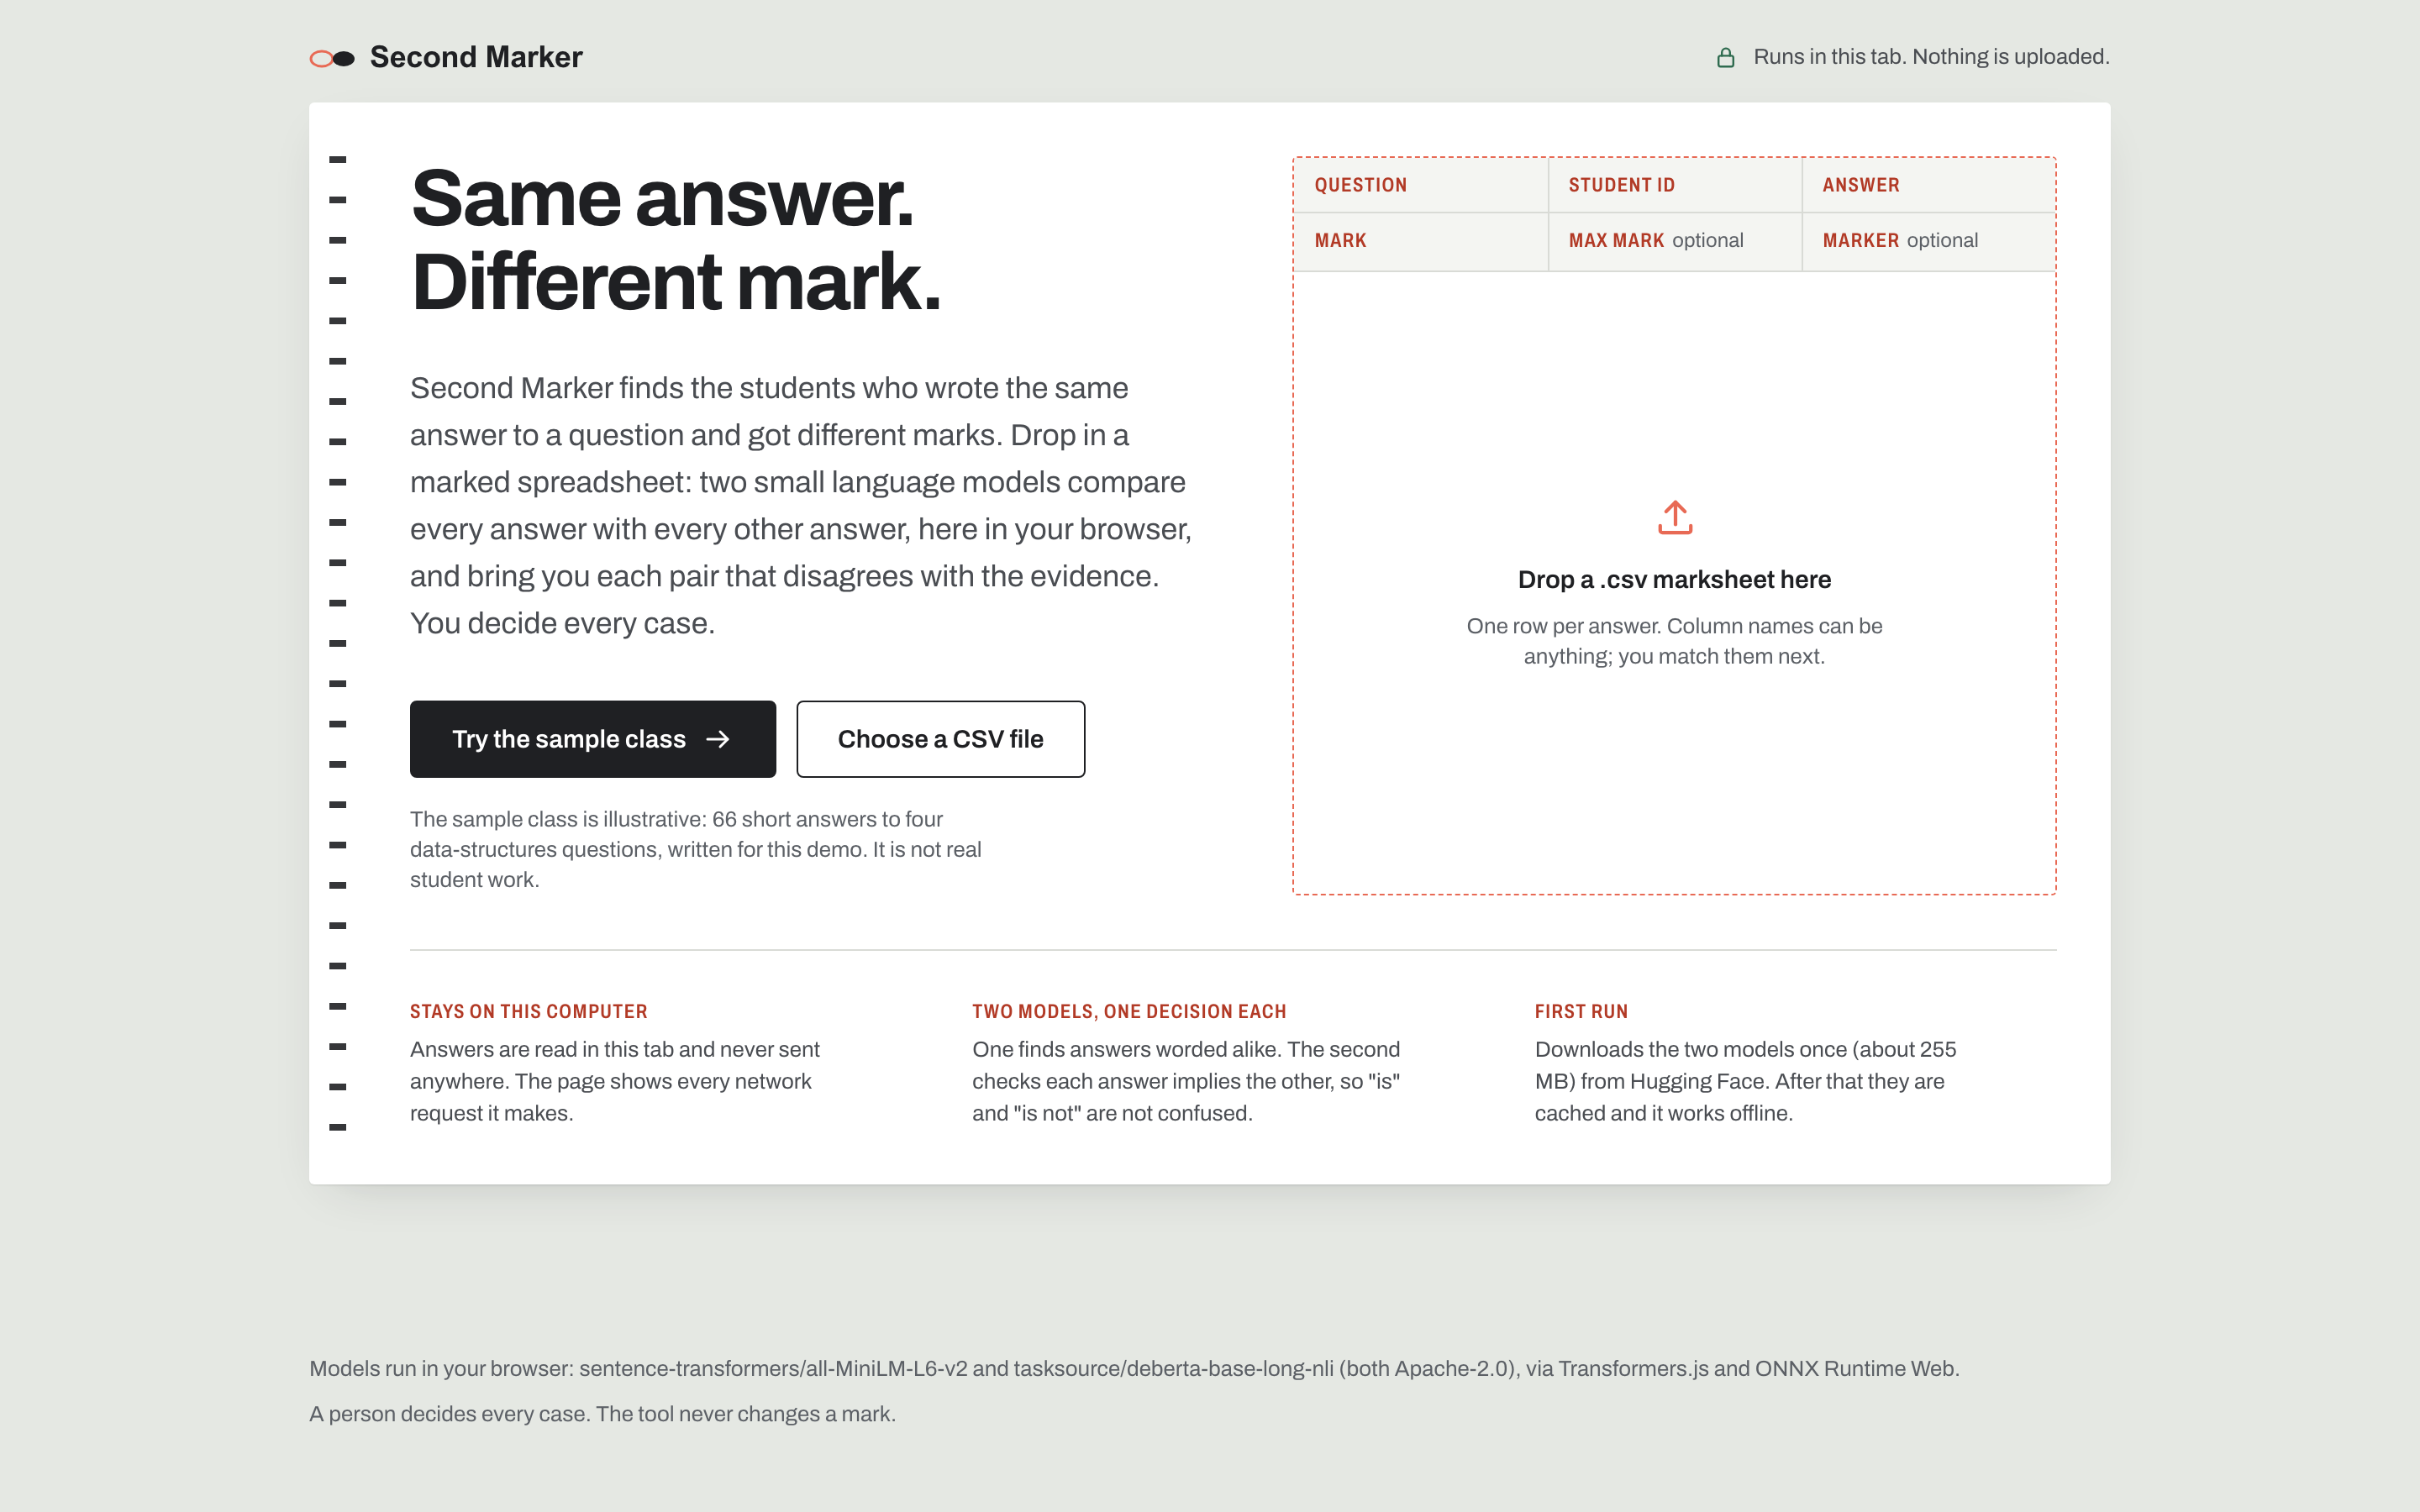 Second Marker
Runs in this tab. Nothing is uploaded.
Same answer.
Different mark.
Second Marker finds the students who wrote the same
answer to a question and got different marks. Drop in a
marked spreadsheet: two small language models compare
every answer with every other answer, here in your browser,
and bring you each pair that disagrees with the evidence.
You decide every case.
Try the sample class
Choose a CSV file
The sample class is illustrative: 66 short answers to four
data-structures questions, written for this demo. It is not real
student work.
QUESTION
STUDENT ID
ANSWER
MARK
MAX MARK optional
MARKER optional
Drop a .csv marksheet here
One row per answer. Column names can be
anything; you match them next.
STAYS ON THIS COMPUTER
Answers are read in this tab and never sent
anywhere. The page shows every network
request it makes.
TWO MODELS, ONE DECISION EACH
One finds answers worded alike. The second
checks each answer implies the other, so "is"
and "is not" are not confused.
FIRST RUN
Downloads the two models once (about 255
MB) from Hugging Face. After that they are
cached and it works offline.
Models run in your browser: sentence-transformers/all-MiniLM-L6-v2 and tasksource/deberta-base-long-nli (both Apache-2.0), via Transformers.js and ONNX Runtime Web.
A person decides every case. The tool never changes a mark.